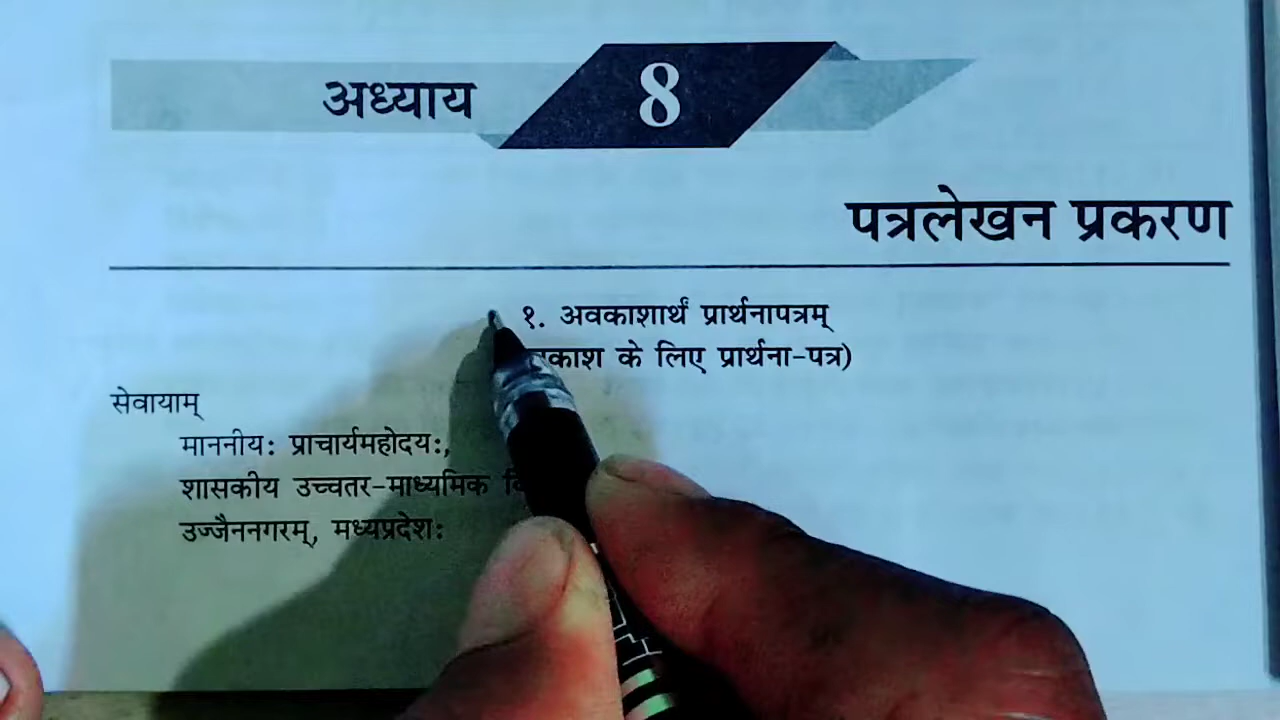 अध्याय 8
पत्रलेखन प्रकरण
१. अवकाशार्थं प्रार्थनापत्रम्
के लिए प्रार्थना-पत्र)
सेवायाम्
माननीय: प्राचार्यमहोदय:,
शासकीय उच्चतर-माध्यमिक
उज्जैननगरम्, मध्यप्रदेश: